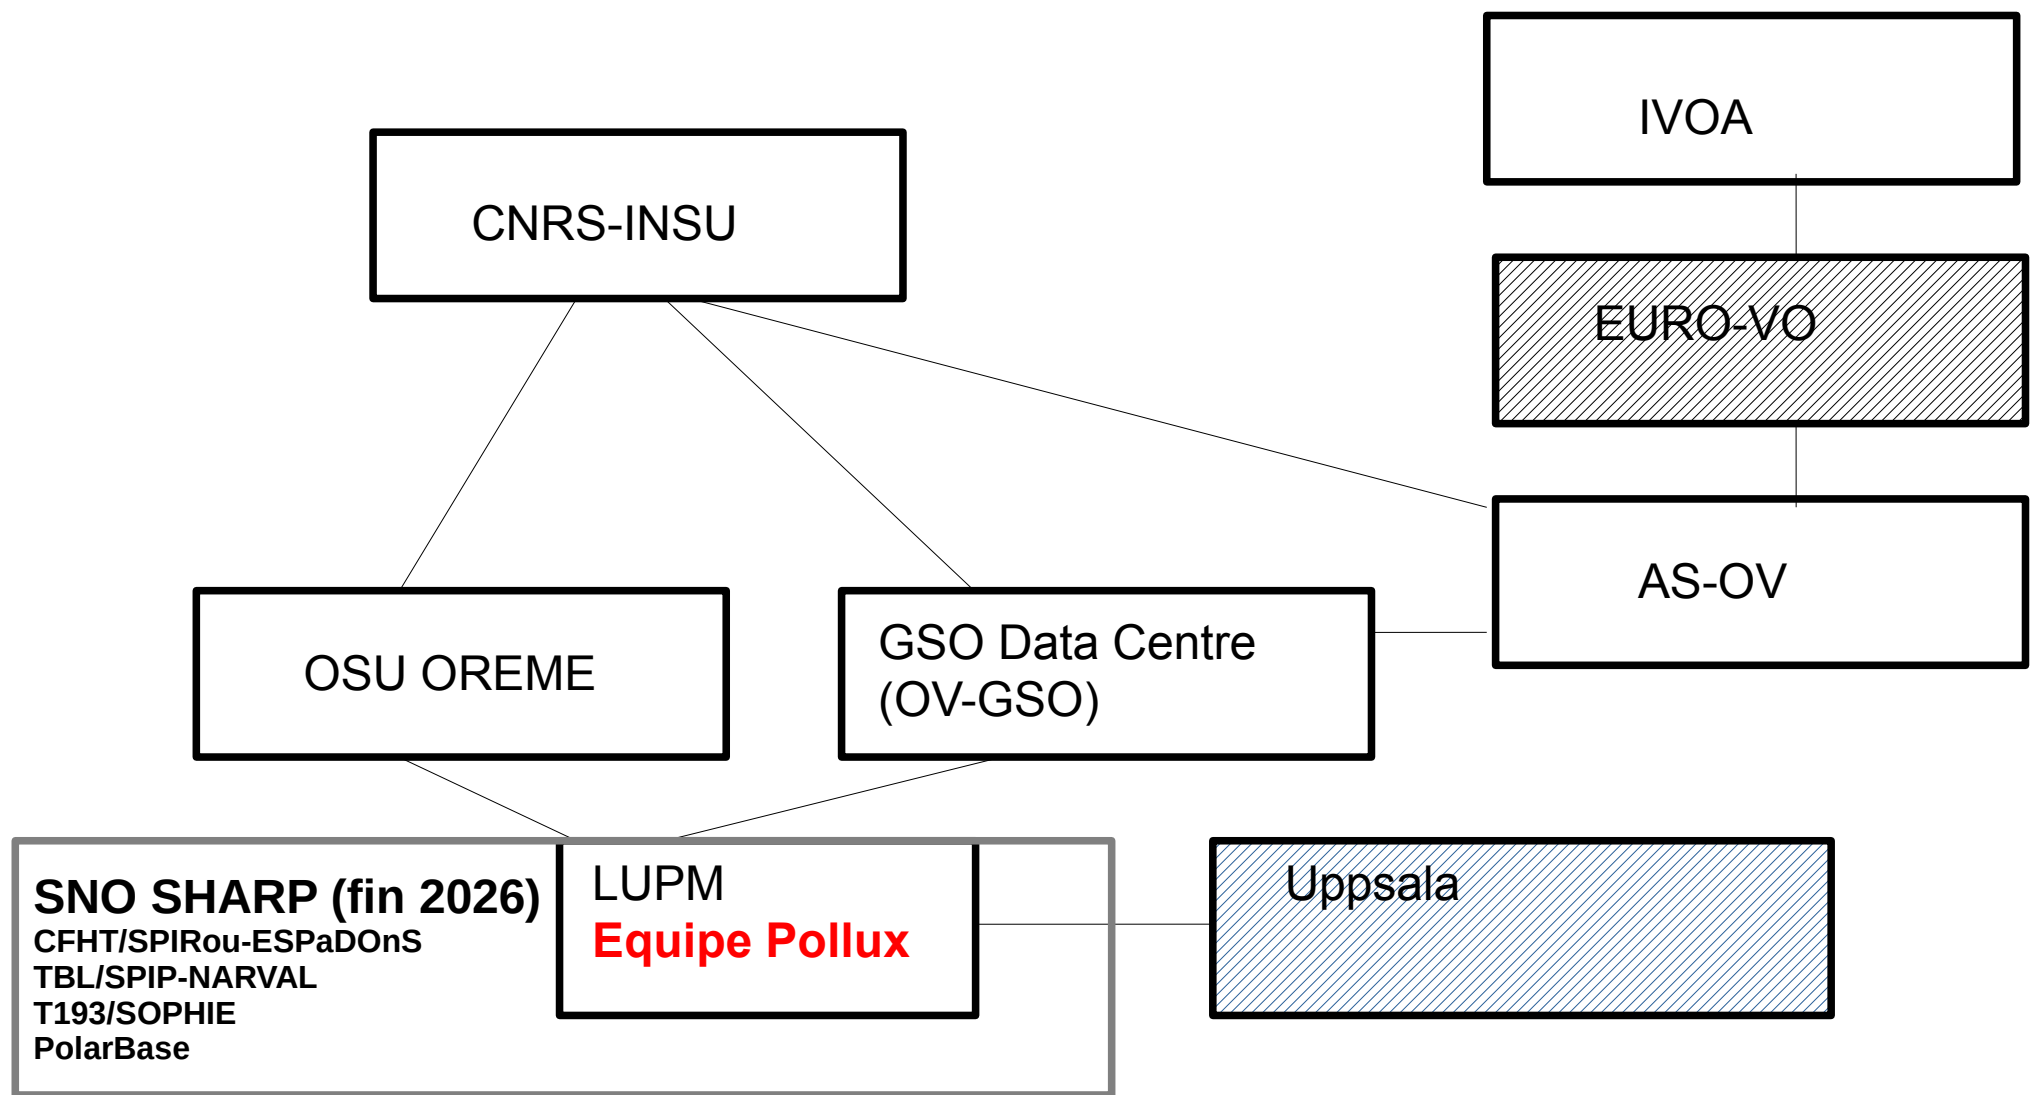 IVOA
CNRS-INSU
EURO-VO
AS-OV
OSU OREME
GSO Data Centre
(OV-GSO)
SNO SHARP (fin 2026)
CFHT/SPIRou-ESPaDOnS
TBL/SPIP-NARVAL
T193/SOPHIE
PolarBase
LUPM
Equipe Pollux
Uppsala